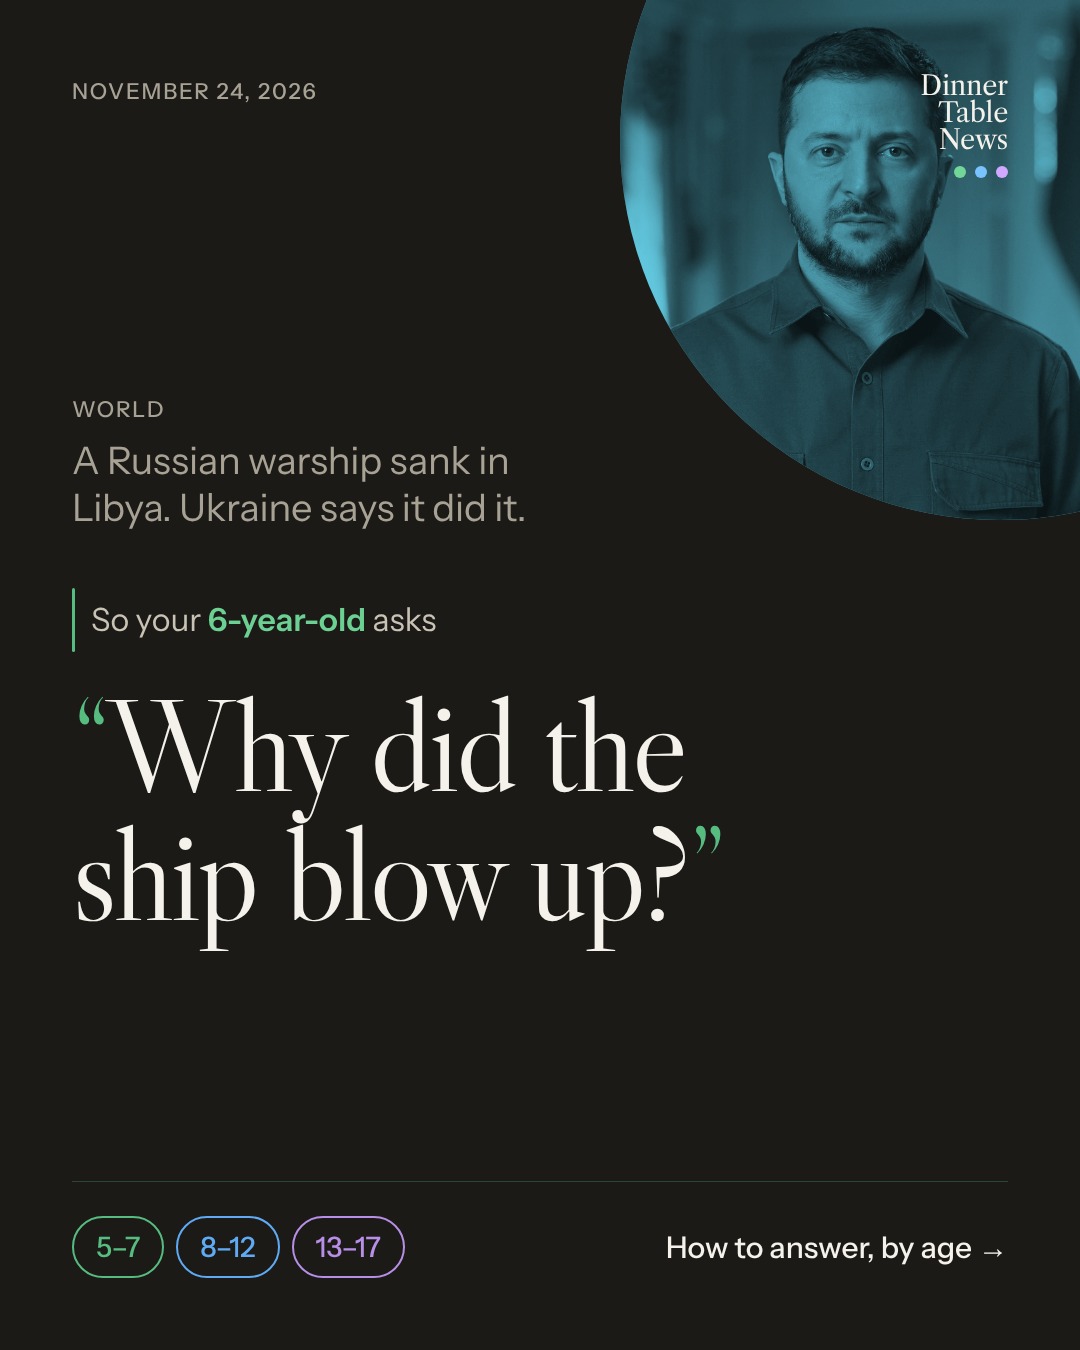 NOVEMBER 24, 2026
Dinner
Table
News
WORLD
A Russian warship sank in
Libya. Ukraine says it did it.
So your 6-year-old asks
“Why did the
ship blow up?”
5–7
8–12
13–17
How to answer, by age →